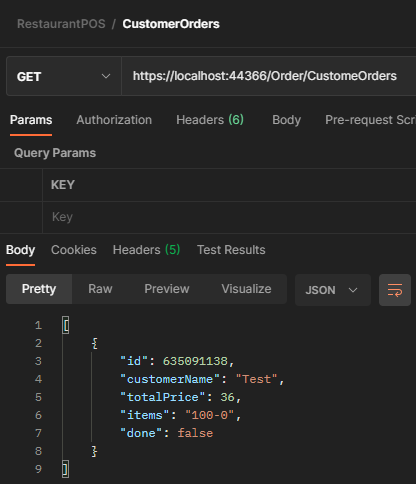 RestaurantPOS / CustomerOrders
GET https://localhost:44366/Order/CustomeOrders
Params Authorization Headers (6) Body Pre-request Scr
Query Params
KEY
Key
Body Cookies Headers (5) Test Results
Pretty Raw Preview Visualize JSON
1 [
2 {
3 "id": 635091138,
4 "customerName": "Test",
5 "totalPrice": 36,
6 "items": "100-0",
7 "done": false
8 }
9 ]